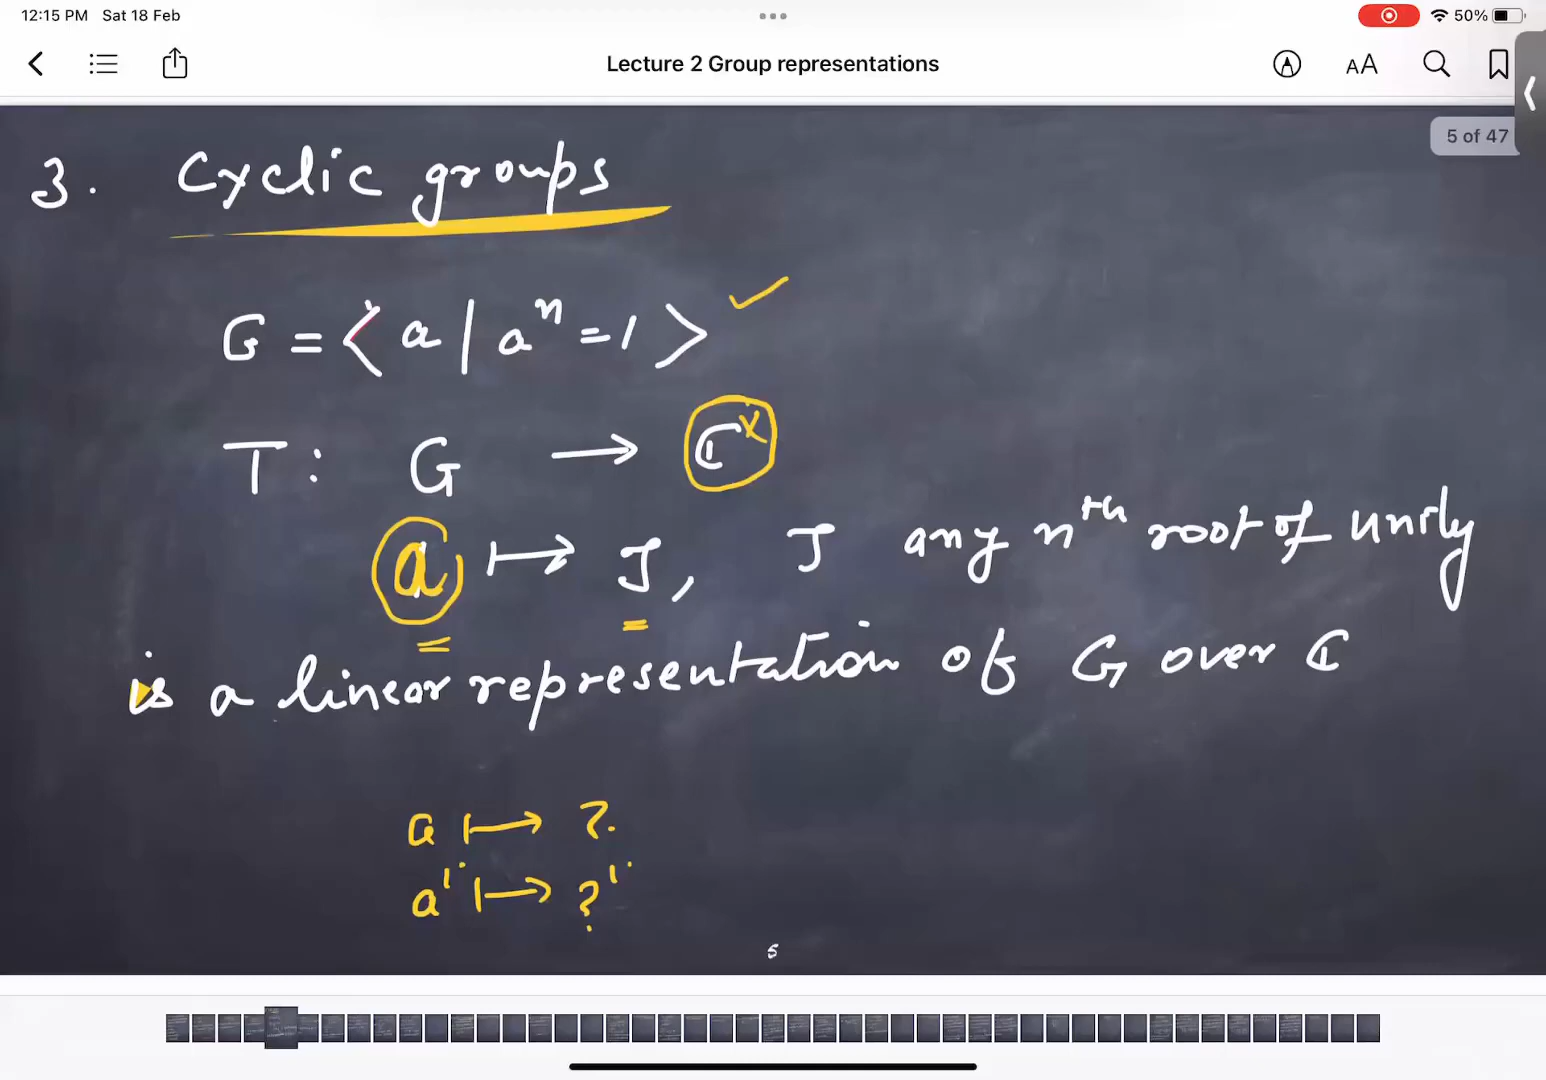 12:15 PM Sat 18 Feb
50%
Lecture 2 Group representations
AA
5 of 47
3. Cyclic groups
G = < a | aⁿ = 1 >
T : G → ℂˣ
a ↦ ζ, ζ any nᵗʰ root of unity
is a linear representation of G over ℂ
a ↦ ?
aⁱ ↦ ?ⁱ
5